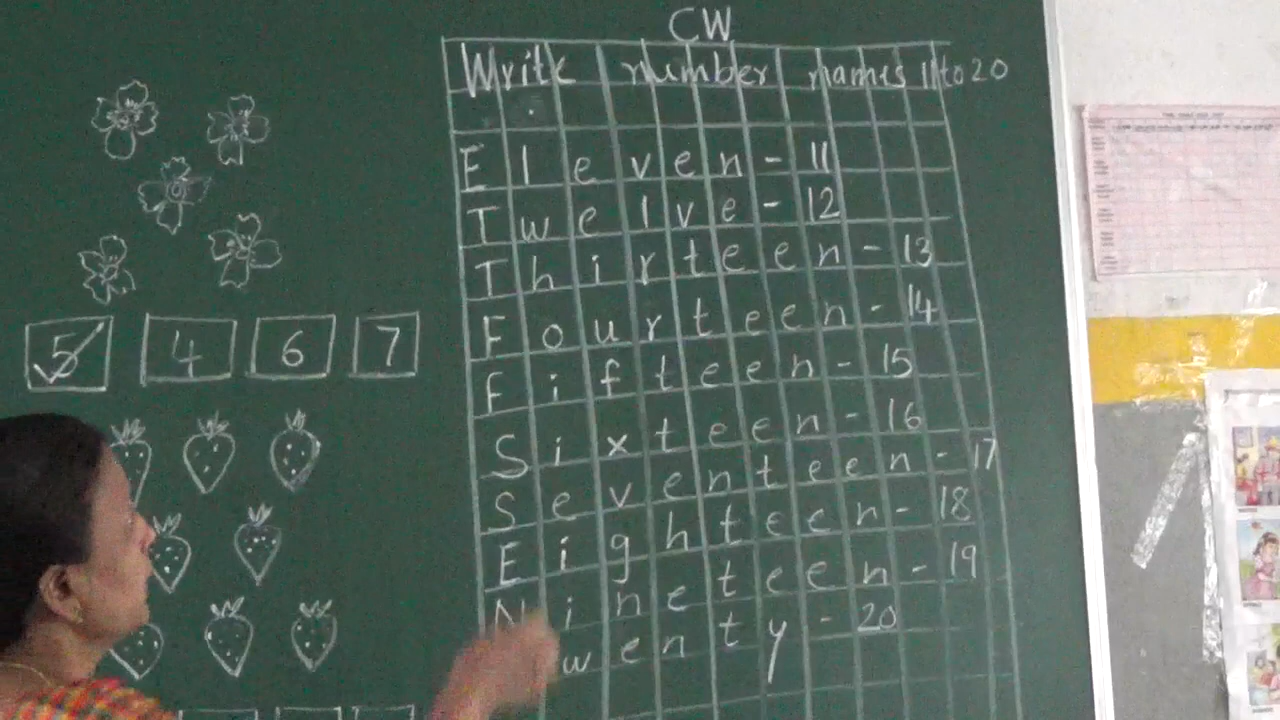 CW
Write number names 11 to 20
Eleven - 11
Twelve - 12
Thirteen - 13
Fourteen - 14
Fifteen - 15
Sixteen - 16
Seventeen - 17
Eighteen - 18
Nineteen - 19
wenty - 20
5 4 6 7